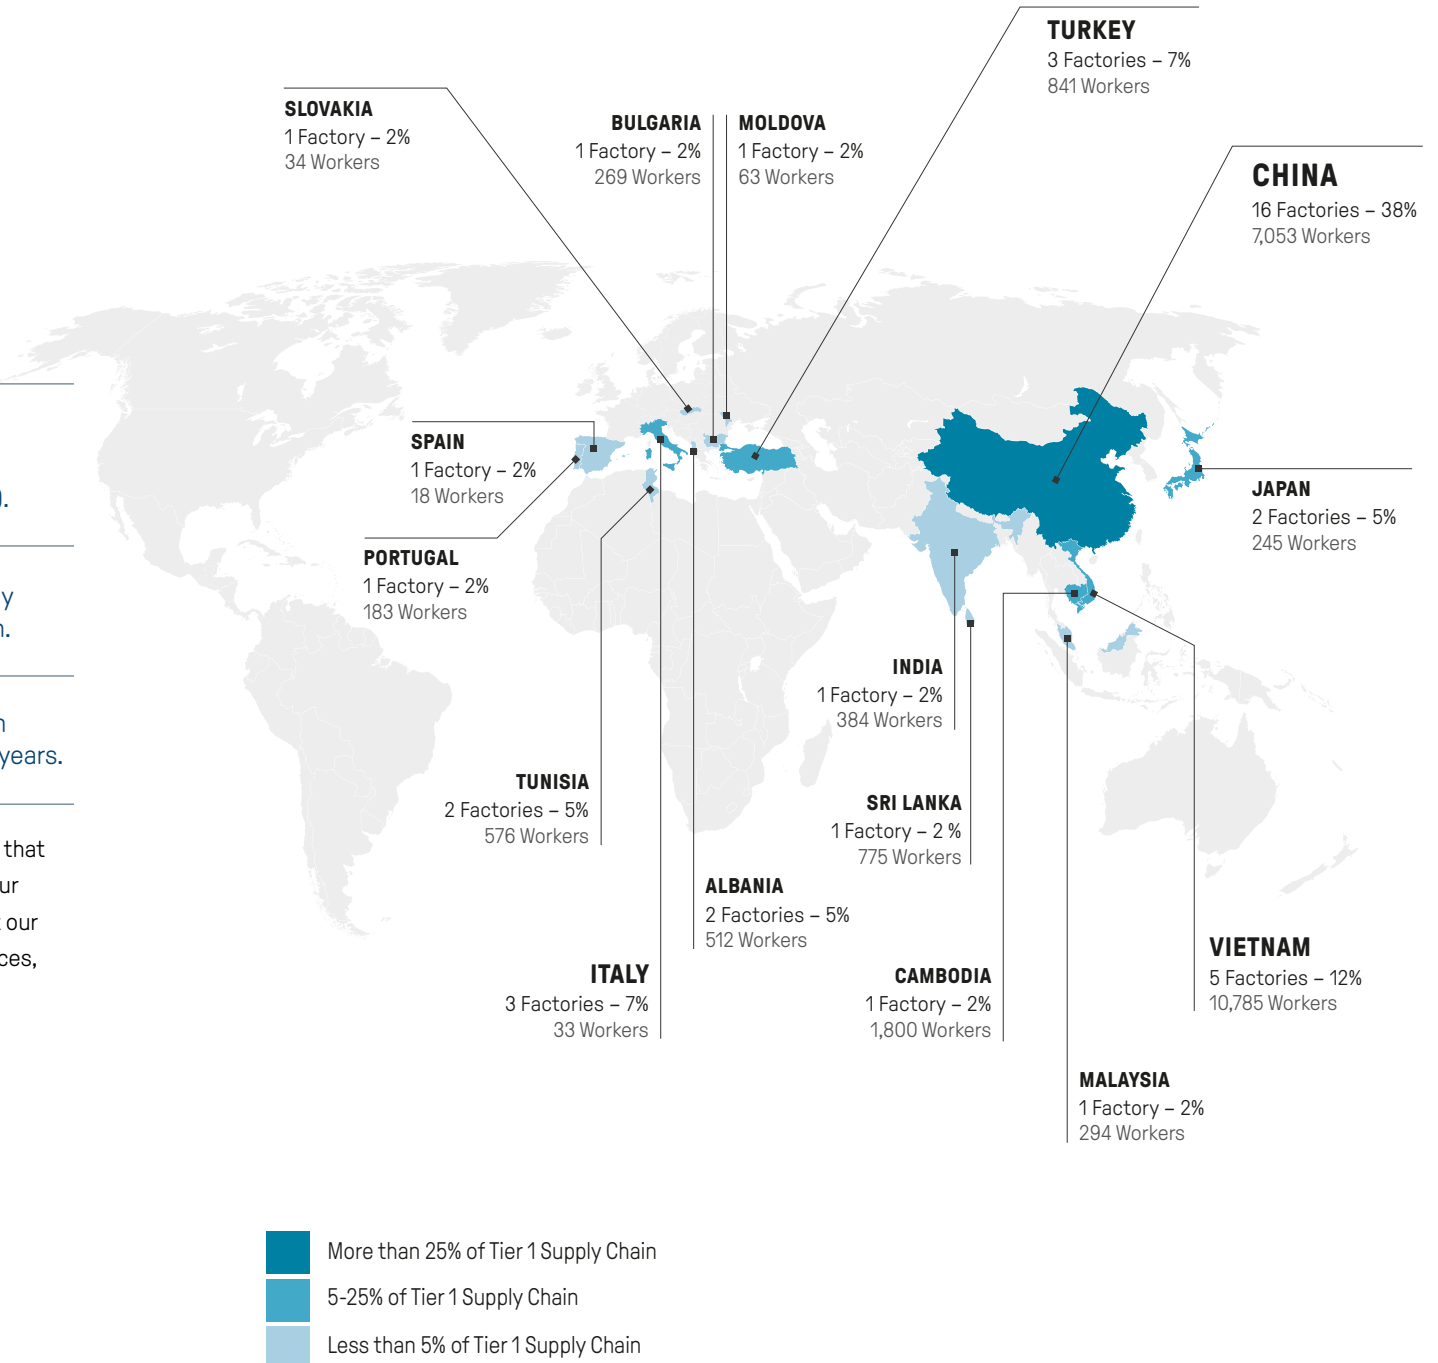 TURKEY
3 Factories – 7%
841 Workers
SLOVAKIA
1 Factory – 2%
34 Workers
BULGARIA
1 Factory – 2%
269 Workers
MOLDOVA
1 Factory – 2%
63 Workers
CHINA
16 Factories – 38%
7,053 Workers
SPAIN
1 Factory – 2%
18 Workers
JAPAN
2 Factories – 5%
245 Workers
PORTUGAL
1 Factory – 2%
183 Workers
INDIA
1 Factory – 2%
384 Workers
TUNISIA
2 Factories – 5%
576 Workers
SRI LANKA
1 Factory – 2 %
775 Workers
ALBANIA
2 Factories – 5%
512 Workers
ITALY
3 Factories – 7%
33 Workers
CAMBODIA
1 Factory – 2%
1,800 Workers
VIETNAM
5 Factories – 12%
10,785 Workers
MALAYSIA
1 Factory – 2%
294 Workers
years.
that
our
ces,
More than 25% of Tier 1 Supply Chain
5-25% of Tier 1 Supply Chain
Less than 5% of Tier 1 Supply Chain